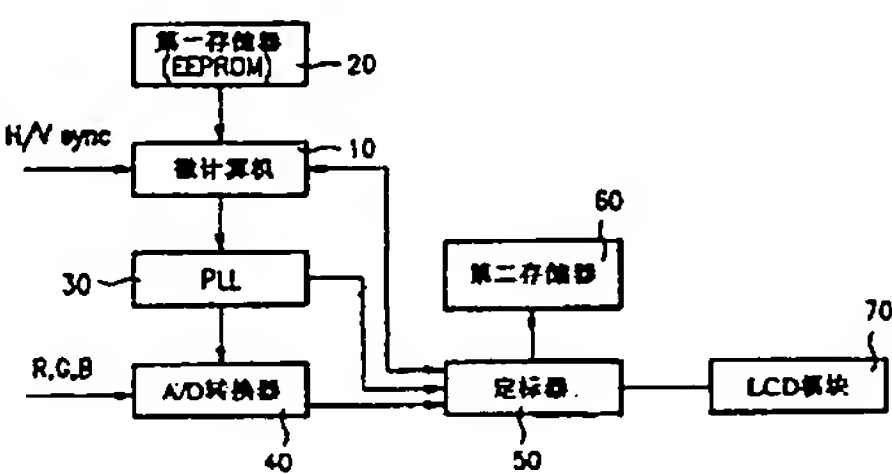 第一存储器
(EEPROM)
20
H/V sync
10
微计算机
60
第二存储器
30
PLL
70
R,G,B
A/D转换器
定标器
LCD模块
40
50